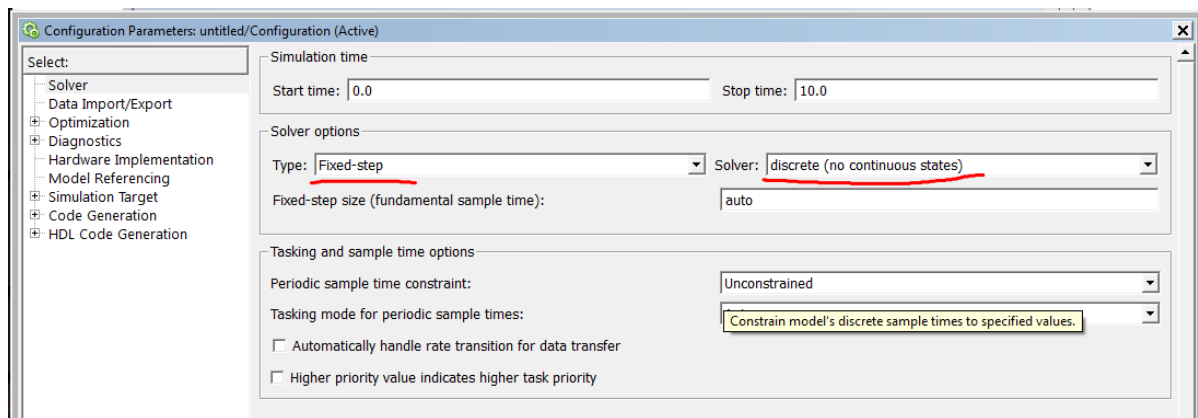 Configuration Parameters: untitled/Configuration (Active)
Select:
Solver
Data Import/Export
Optimization
Diagnostics
Hardware Implementation
Model Referencing
Simulation Target
Code Generation
HDL Code Generation
Simulation time
Start time: 0.0 Stop time: 10.0
Solver options
Type: Fixed-step Solver: discrete (no continuous states)
Fixed-step size (fundamental sample time): auto
Tasking and sample time options
Periodic sample time constraint: Unconstrained
Tasking mode for periodic sample times:
Constrain model's discrete sample times to specified values.
Automatically handle rate transition for data transfer
Higher priority value indicates higher task priority